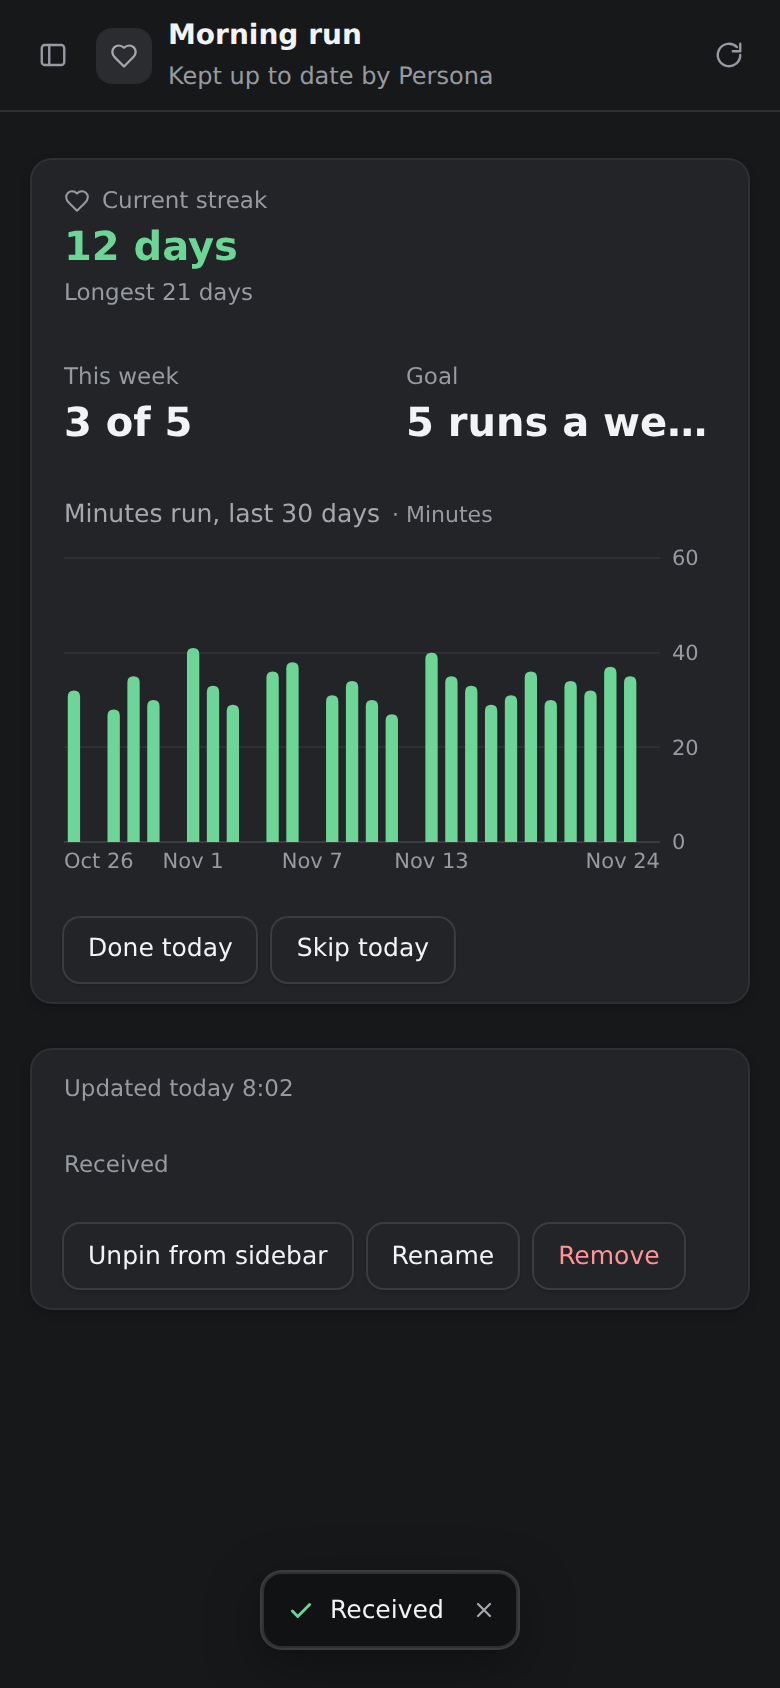 Morning run
Kept up to date by Persona
Current streak
12 days
Longest 21 days
This week
3 of 5
Goal
5 runs a we...
Minutes run, last 30 days · Minutes
60
40
20
0
Oct 26 Nov 1 Nov 7 Nov 13 Nov 24
Done today
Skip today
Updated today 8:02
Received
Unpin from sidebar
Rename
Remove
Received